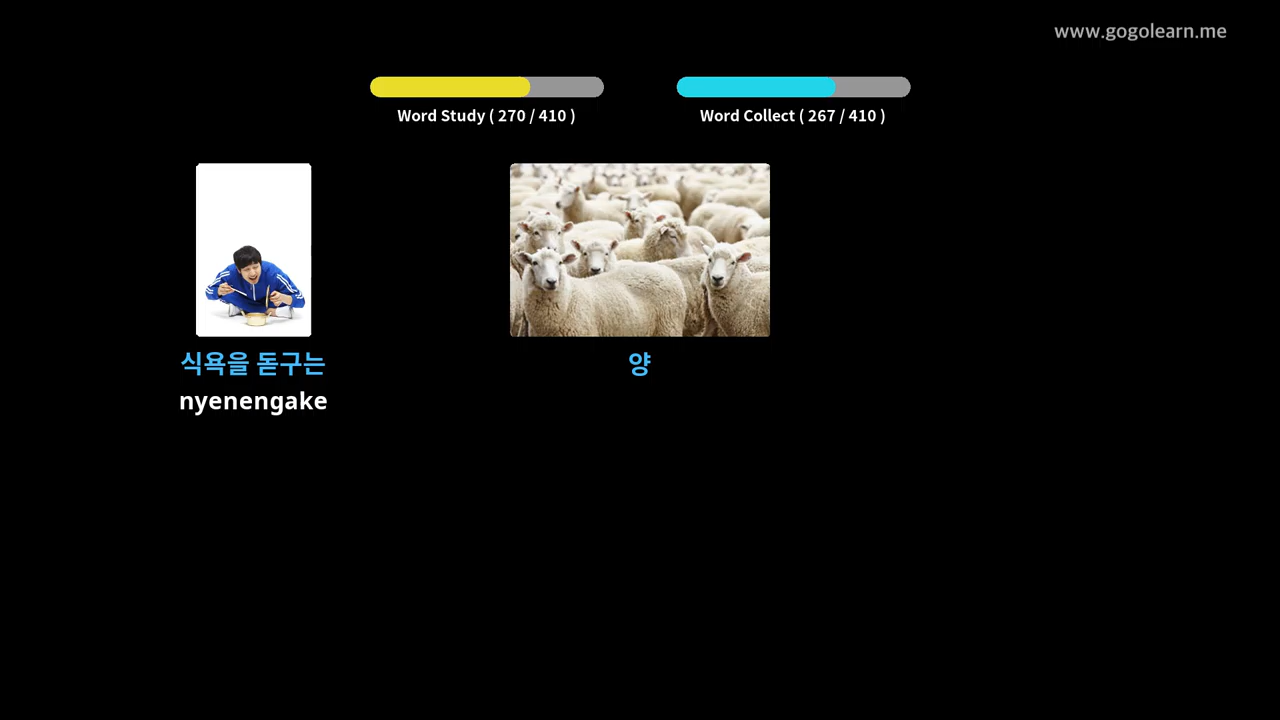 www.gogolearn.me
Word Study ( 270 / 410 )
Word Collect ( 267 / 410 )
식욕을 돋구는
nyenengake
양